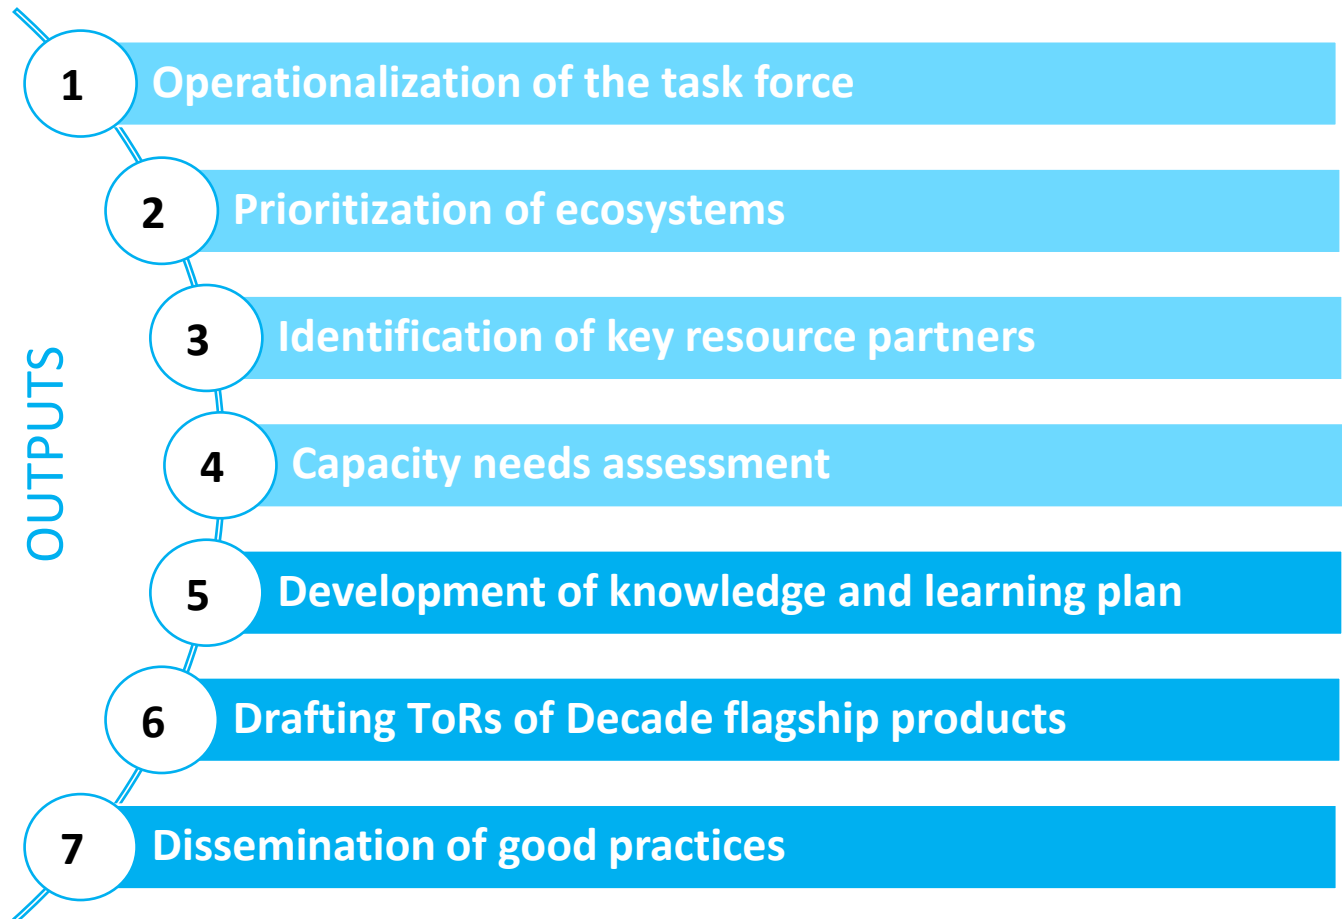 OUTPUTS
1 Operationalization of the task force
2 Prioritization of ecosystems
3 Identification of key resource partners
4 Capacity needs assessment
5 Development of knowledge and learning plan
6 Drafting ToRs of Decade flagship products
7 Dissemination of good practices